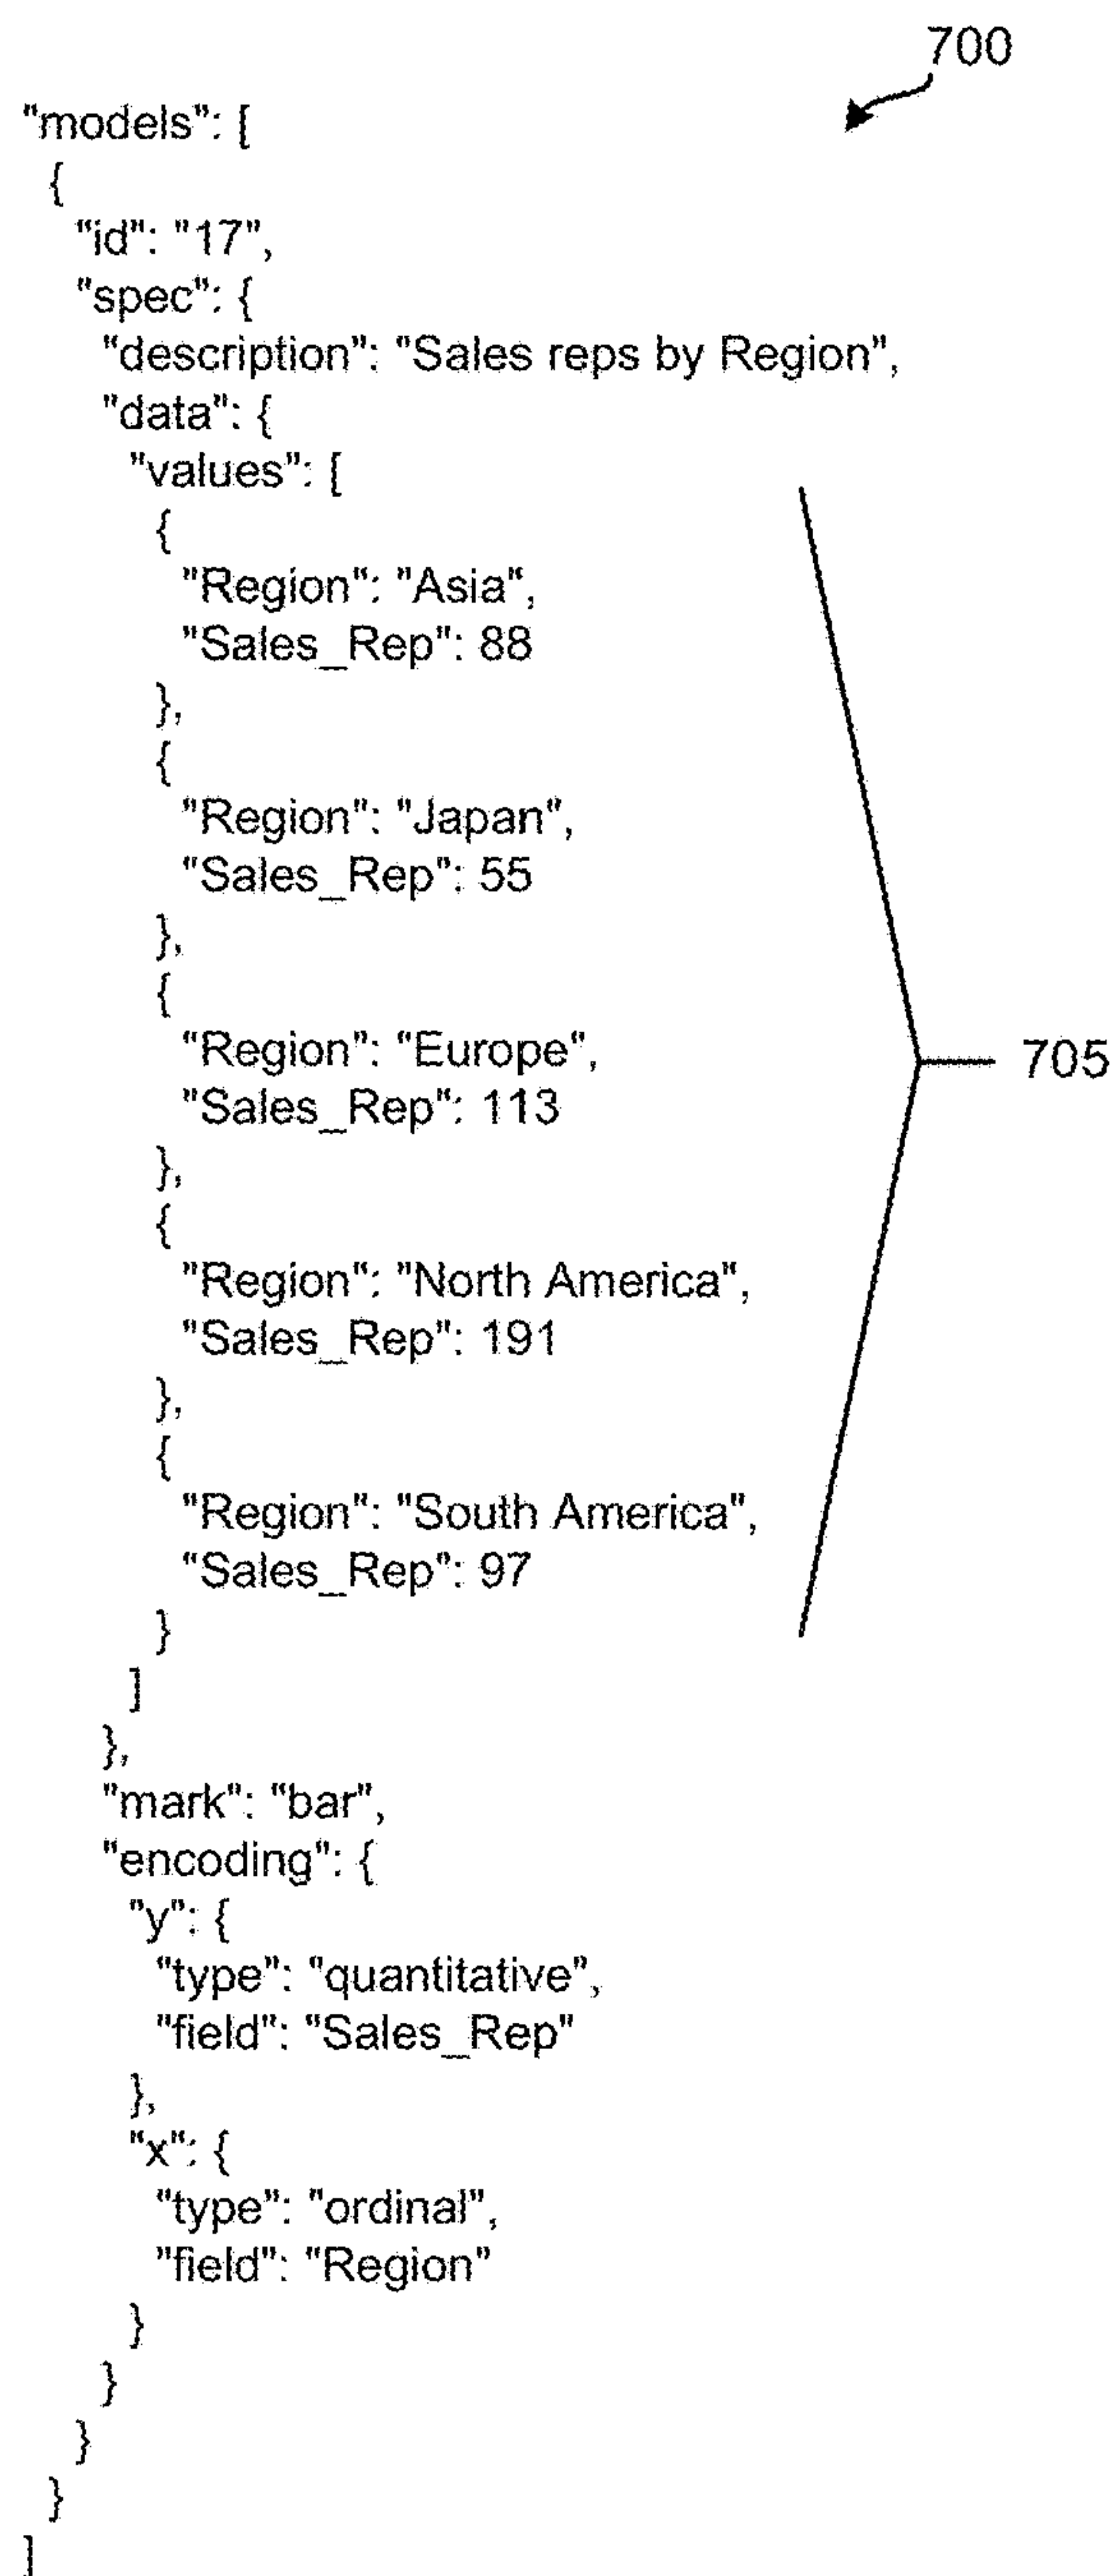 700
"models": [
{
"id": "17",
"spec": {
"description": "Sales reps by Region",
"data": {
"values": [
{
"Region": "Asia",
"Sales_Rep": 88
},
{
"Region": "Japan",
"Sales_Rep": 55
},
{
"Region": "Europe",
"Sales_Rep": 113
},
{
"Region": "North America",
"Sales_Rep": 191
},
{
"Region": "South America",
"Sales_Rep": 97
}
]
},
"mark": "bar",
"encoding": {
"y": {
"type": "quantitative",
"field": "Sales_Rep"
},
"x": {
"type": "ordinal",
"field": "Region"
}
}
}
}
]
705